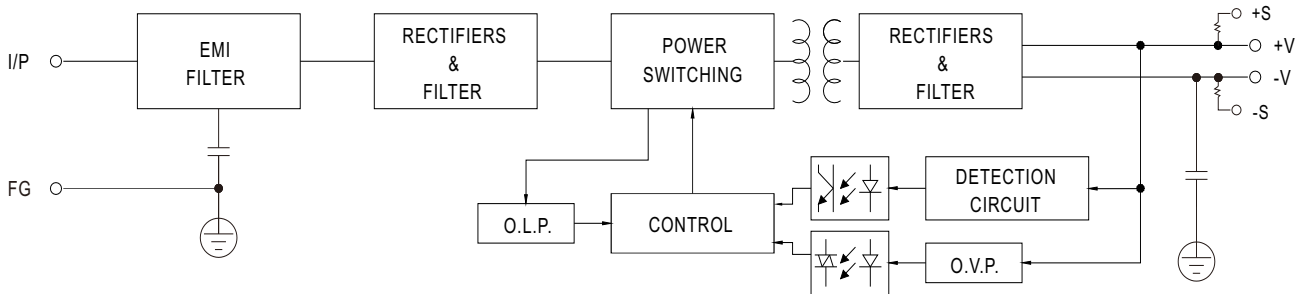 I/P
EMI
FILTER
RECTIFIERS
&
FILTER
POWER
SWITCHING
RECTIFIERS
&
FILTER
+S
+V
-V
-S
FG
O.L.P.
CONTROL
DETECTION
CIRCUIT
O.V.P.